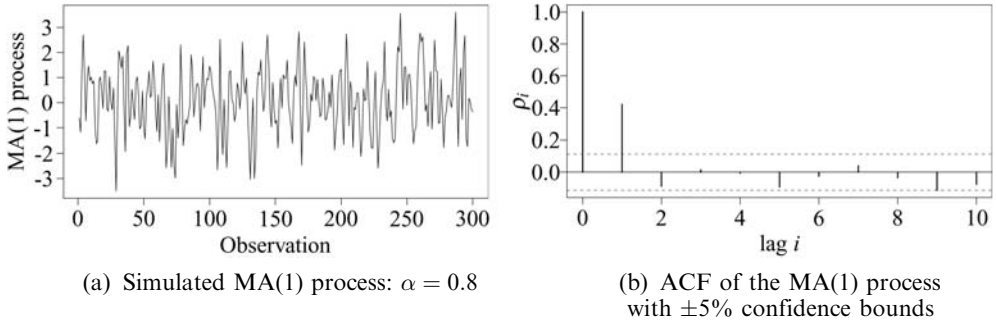 MA(1) process
3
2
1
0
-1
-2
-3
0 50 100 150 200 250 300
Observation
(a) Simulated MA(1) process: α = 0.8
ρi
1.0
0.8
0.6
0.4
0.2
0.0
0 2 4 6 8 10
lag i
(b) ACF of the MA(1) process
with ±5% confidence bounds